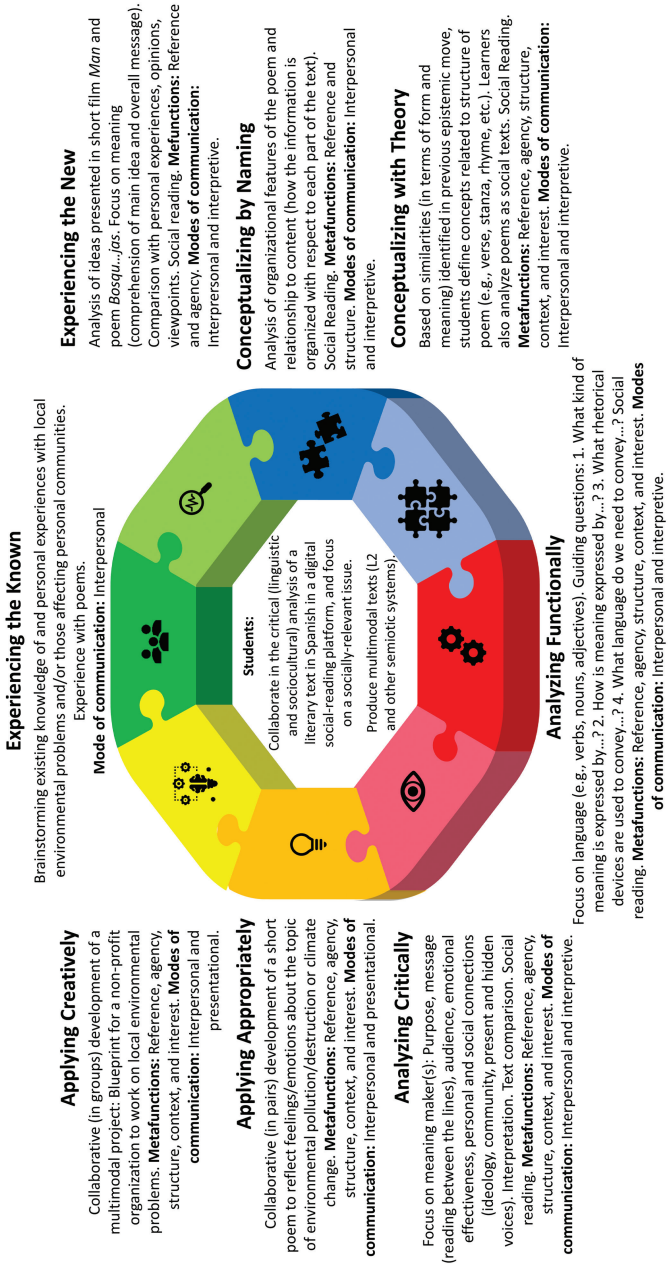 Experiencing the Known
Brainstorming existing knowledge of and personal experiences with local
environmental problems and/or those affecting personal communities.
Experience with poems.
Mode of communication: Interpersonal
Experiencing the New
Analysis of ideas presented in short film Man and
poem Bosqu...jas. Focus on meaning
(comprehension of main idea and overall message).
Comparison with personal experiences, opinions,
viewpoints. Social reading. Mefunctions: Reference
and agency. Modes of communication:
Interprersonal and interpretive.
Conceptualizing by Naming
Analysis of organizational features of the poem and
relationship to content (how the information is
organized with respect to each part of the text).
Social Reading. Metafunctions: Reference and
structure. Modes of communication: Interpersonal
and interpretive.
Conceptualizing with Theory
Based on similarities (in terms of form and
meaning) identified in previous epistemic move,
students define concepts related to structure of
poem (e.g., verse, stanza, rhyme, etc.). Learners
also analyze poems as social texts. Social Reading.
Metafunctions: Reference, agency, structure,
context, and interest. Modes of communication:
Interpersonal and interpretive.
Analyzing Functionally
Focus on language (e.g., verbs, nouns, adjectives). Guiding questions: 1. What kind of
meaning is expressed by...? 2. How is meaning expressed by...? 3. What rhetorical
devices are used to convey...? 4. What language do we need to convey...? Social
reading. Metafunctions: Reference, agency, structure, context, and interest. Modes
of communication: Interpersonal and interpretive.
Analyzing Critically
Focus on meaning maker(s): Purpose, message
(reading between the lines), audience, emotional
effectiveness, personal and social connections
(ideology, community, present and hidden
voices). Interpretation. Text comparison. Social
reading. Metafunctions: Reference, agency,
structure, context, and interest. Modes of
communication: Interpersonal and interpretive.
Applying Appropriately
Collaborative (in pairs) development of a short
poem to reflect feelings/emotions about the topic
of environmental pollution/destruction or climate
change. Metafunctions: Reference, agency,
structure, context, and interest. Modes of
communication: Interpersonal and presentational.
Applying Creatively
Collaborative (in groups) development of a
multimodal project: Blueprint for a non-profit
organization to work on local environmental
problems. Metafunctions: Reference, agency,
structure, context, and interest. Modes of
communication: Interpersonal and
presentational.
Students:
Collaborate in the critical (linguistic
and sociocultural) analysis of a
literary text in Spanish in a digital
social-reading platform, and focus
on a socially-relevant issue.
Produce multimodal texts (L2
and other semiotic systems).